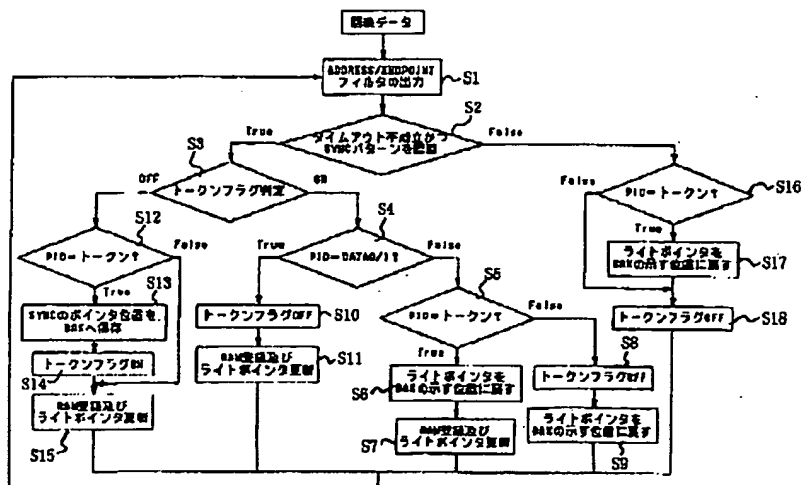 回線データ
ADDRESS/ENDPOINT
フィルタの出力
S1
S2
タイムアウト不成立かつ
SYNCパターンを
True
False
S3
トークンフラグ判定
OFF
ON
S16
PID=トークン?
False
True
S17
ライトポインタを
BAKの示す位置に戻す
S18
トークンフラグOFF
S12
PID=トークン?
False
True
S13
SYNCのポインタ位置を、
BAKへ保存
S14
トークンフラグON
S15
RAM登録及び
ライトポインタ更新
S4
PID=DATA0/1?
True
False
S10
トークンフラグOFF
S11
RAM登録及び
ライトポインタ更新
S5
PID=トークン?
True
False
S6
ライトポインタを
BAKの示す位置に戻す
S7
RAM登録及び
ライトポインタ更新
S8
トークンフラグOFF
ライトポインタを
BAKの示す位置に戻す
S9